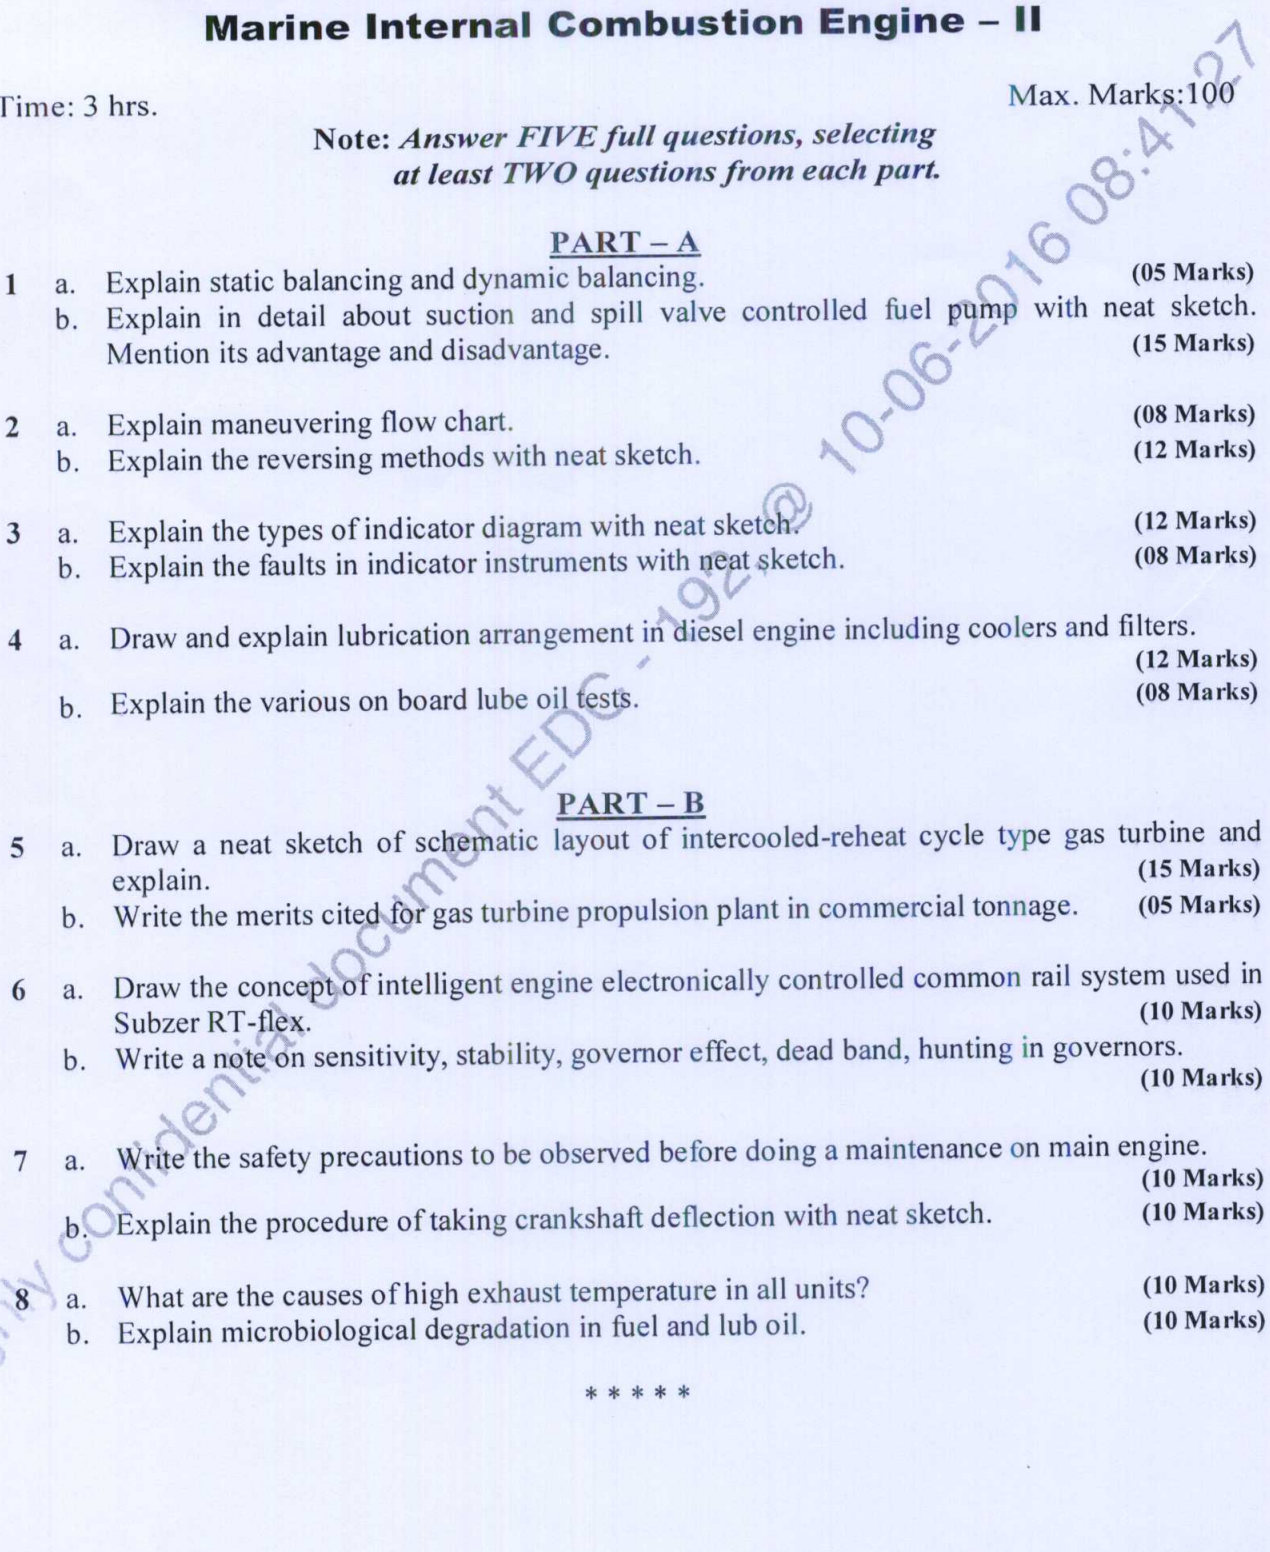 Marine Internal Combustion Engine – II
Time: 3 hrs.
Max. Marks:100
Note: Answer FIVE full questions, selecting
at least TWO questions from each part.
PART – A
1 a. Explain static balancing and dynamic balancing. (05 Marks)
b. Explain in detail about suction and spill valve controlled fuel pump with neat sketch.
Mention its advantage and disadvantage. (15 Marks)
2 a. Explain maneuvering flow chart. (08 Marks)
b. Explain the reversing methods with neat sketch. (12 Marks)
3 a. Explain the types of indicator diagram with neat sketch. (12 Marks)
b. Explain the faults in indicator instruments with neat sketch. (08 Marks)
4 a. Draw and explain lubrication arrangement in diesel engine including coolers and filters.
(12 Marks)
b. Explain the various on board lube oil tests. (08 Marks)
PART – B
5 a. Draw a neat sketch of schematic layout of intercooled-reheat cycle type gas turbine and
explain. (15 Marks)
b. Write the merits cited for gas turbine propulsion plant in commercial tonnage. (05 Marks)
6 a. Draw the concept of intelligent engine electronically controlled common rail system used in
Subzer RT-flex. (10 Marks)
b. Write a note on sensitivity, stability, governor effect, dead band, hunting in governors.
(10 Marks)
7 a. Write the safety precautions to be observed before doing a maintenance on main engine.
(10 Marks)
b. Explain the procedure of taking crankshaft deflection with neat sketch. (10 Marks)
8 a. What are the causes of high exhaust temperature in all units? (10 Marks)
b. Explain microbiological degradation in fuel and lub oil. (10 Marks)
* * * * *
confidential document EDC - 192, @ 10-06-2016 08:41:27